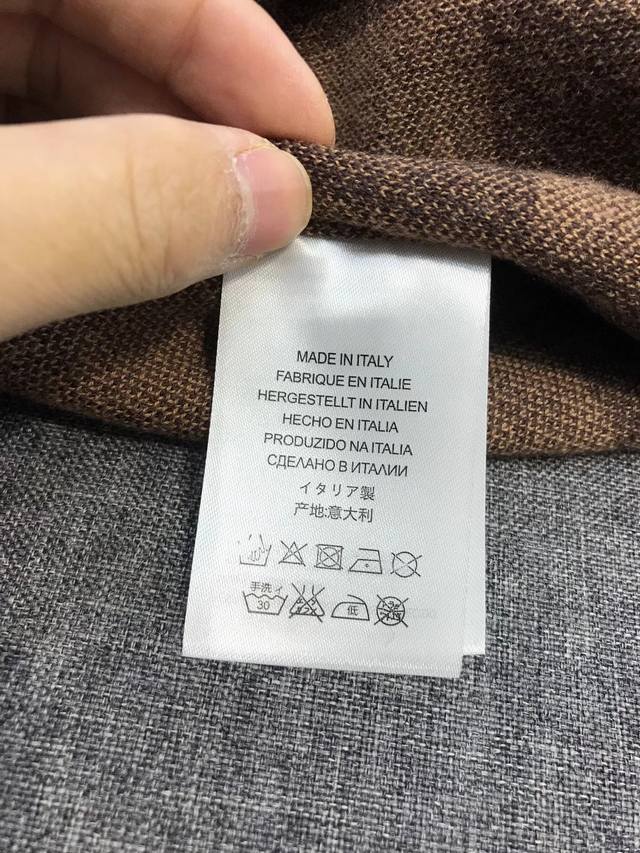 MADE IN ITALY
FABRIQUE EN ITALIE
HERGESTELLT IN ITALIEN
HECHO EN ITALIA
PRODUZIDO NA ITALIA
СДЕЛАНО В ИТАЛИИ
イタリア製
产地:意大利
手洗イ
30 低